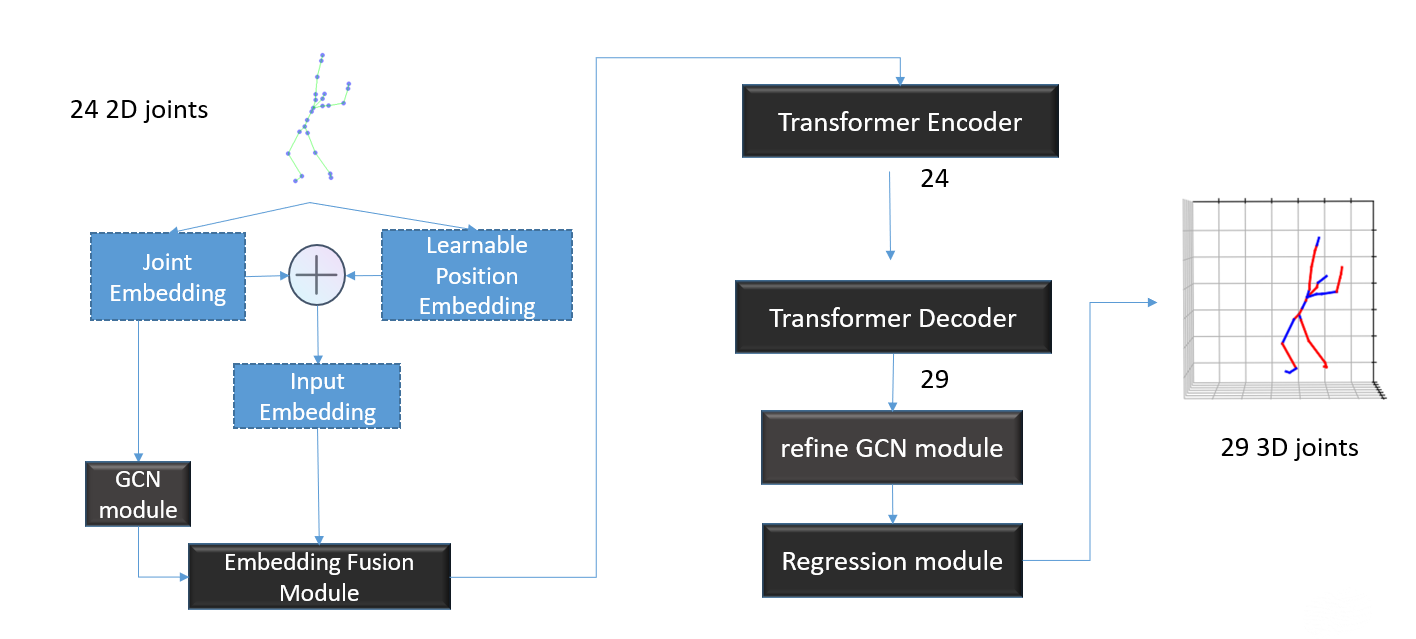 24 2D joints
Joint
Embedding
Learnable
Position
Embedding
Input
Embedding
GCN
module
Embedding Fusion
Module
Transformer Encoder
24
Transformer Decoder
29
refine GCN module
Regression module
29 3D joints